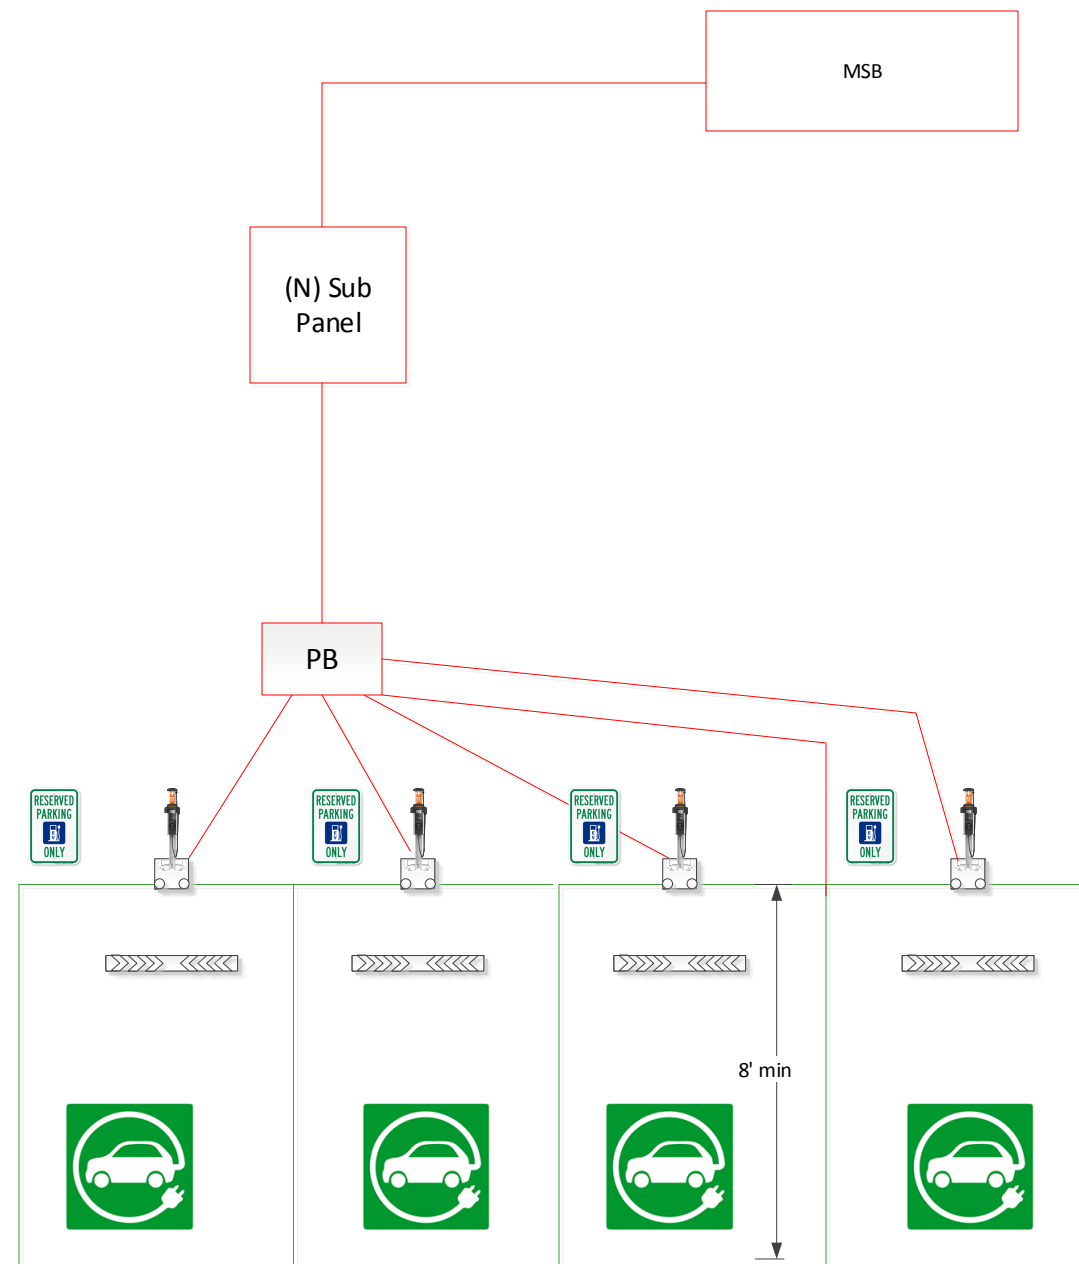 MSB
(N) Sub
Panel
PB
RESERVED
PARKING
ONLY
RESERVED
PARKING
ONLY
RESERVED
PARKING
ONLY
RESERVED
PARKING
ONLY
8' min